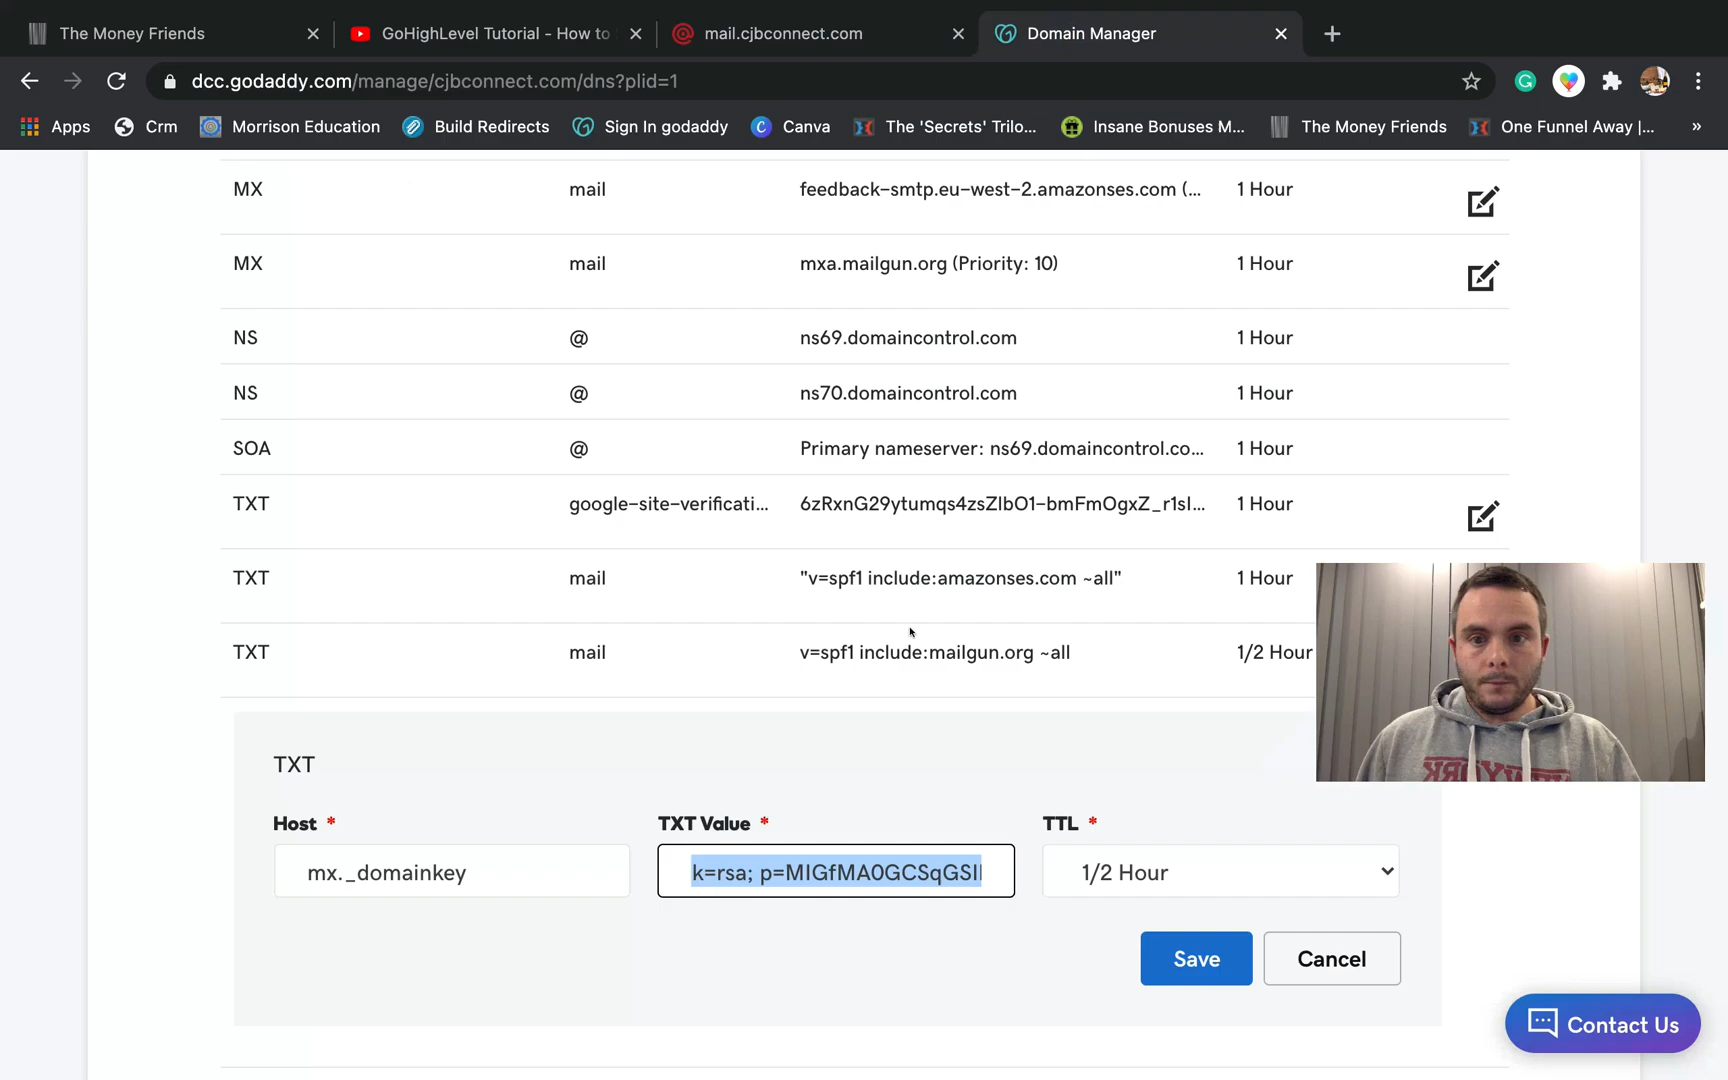 The Money Friends
GoHighLevel Tutorial - How to
mail.cjbconnect.com
Domain Manager
dcc.godaddy.com/manage/cjbconnect.com/dns?plid=1
Apps Crm Morrison Education Build Redirects Sign In godaddy Canva The 'Secrets' Trilo... Insane Bonuses M... The Money Friends One Funnel Away |... »
MX mail feedback-smtp.eu-west-2.amazonses.com (... 1 Hour
MX mail mxa.mailgun.org (Priority: 10) 1 Hour
NS @ ns69.domaincontrol.com 1 Hour
NS @ ns70.domaincontrol.com 1 Hour
SOA @ Primary nameserver: ns69.domaincontrol.co... 1 Hour
TXT google-site-verificati... 6zRxnG29ytumqs4zsZlbO1-bmFmOgxZ_r1sI... 1 Hour
TXT mail "v=spf1 include:amazonses.com ~all" 1 Hour
TXT mail v=spf1 include:mailgun.org ~all 1/2 Hour
TXT
Host * TXT Value * TTL *
mx._domainkey k=rsa; p=MIGfMA0GCSqGSI 1/2 Hour
Save Cancel
Contact Us